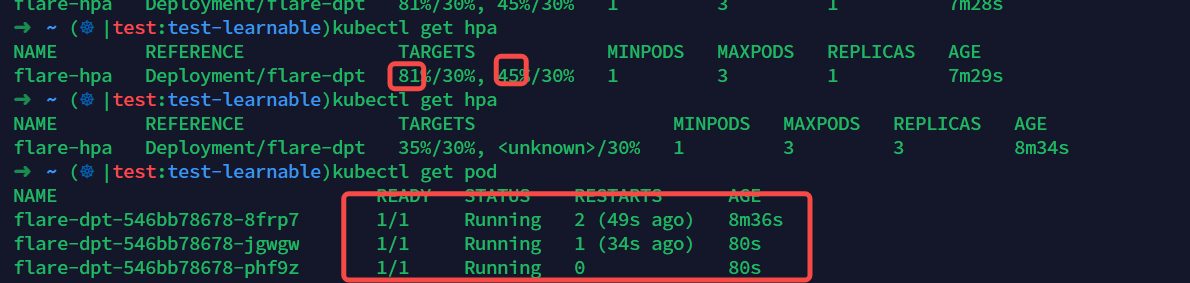 flare-hpa Deployment/flare-dpt 81%/30%, 45%/30% 1 3 1 7m28s
➜ ~ (☸ |test:test-learnable)kubectl get hpa
NAME REFERENCE TARGETS MINPODS MAXPODS REPLICAS AGE
flare-hpa Deployment/flare-dpt 81%/30%, 45%/30% 1 3 1 7m29s
➜ ~ (☸ |test:test-learnable)kubectl get hpa
NAME REFERENCE TARGETS MINPODS MAXPODS REPLICAS AGE
flare-hpa Deployment/flare-dpt 35%/30%, <unknown>/30% 1 3 3 8m34s
➜ ~ (☸ |test:test-learnable)kubectl get pod
NAME READY STATUS RESTARTS AGE
flare-dpt-546bb78678-8frp7 1/1 Running 2 (49s ago) 8m36s
flare-dpt-546bb78678-jgwgw 1/1 Running 1 (34s ago) 80s
flare-dpt-546bb78678-phf9z 1/1 Running 0 80s